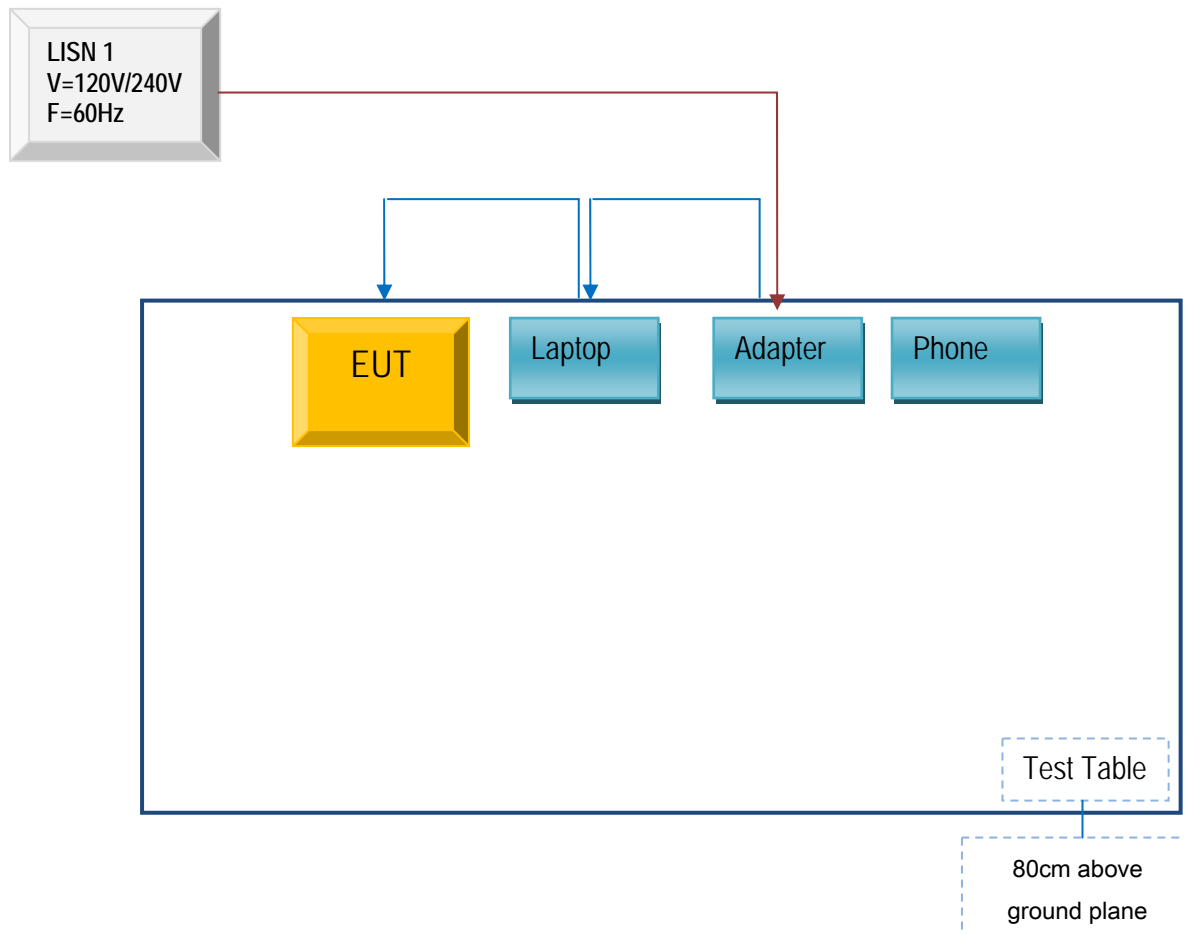 LISN 1
V=120V/240V
F=60Hz
EUT
Laptop
Adapter
Phone
Test Table
80cm above
ground plane